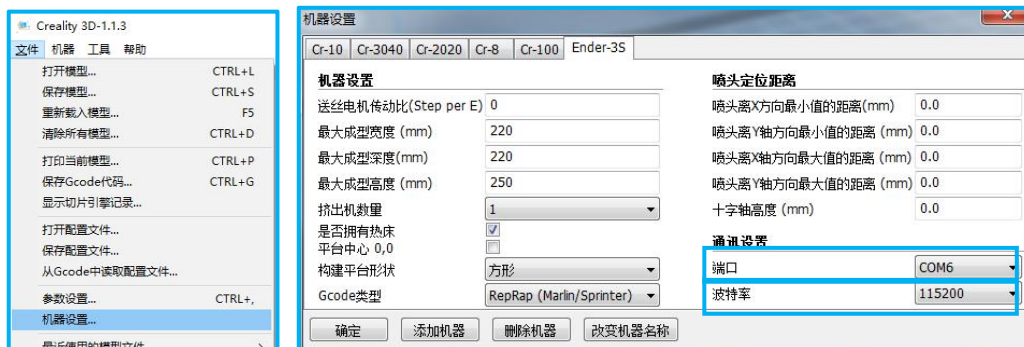 Creality 3D-1.1.3
文件 机器 工具 帮助
打开模型... CTRL+L
保存模型... CTRL+S
重新载入模型... F5
清除所有模型... CTRL+D
打印当前模型... CTRL+P
保存Gcode代码... CTRL+G
显示切片引擎记录...
打开配置文件...
保存配置文件...
从Gcode中读取配置文件...
参数设置... CTRL+,
机器设置...
最近使用的模型文件
机器设置
Cr-10 Cr-3040 Cr-2020 Cr-8 Cr-100 Ender-3S
机器设置
送丝电机传动比(Step per E) 0
最大成型宽度 (mm) 220
最大成型深度(mm) 220
最大成型高度 (mm) 250
挤出机数量 1
是否拥有热床
平台中心 0,0
构建平台形状 方形
Gcode类型 RepRap (Marlin/Sprinter)
喷头定位距离
喷头离X方向最小值的距离(mm) 0.0
喷头离Y轴方向最小值的距离 (mm) 0.0
喷头离X轴方向最大值的距离 (mm) 0.0
喷头离Y轴方向最大值的距离 (mm) 0.0
十字轴高度 (mm) 0.0
通讯设置
端口 COM6
波特率 115200
确定 添加机器 删除机器 改变机器名称